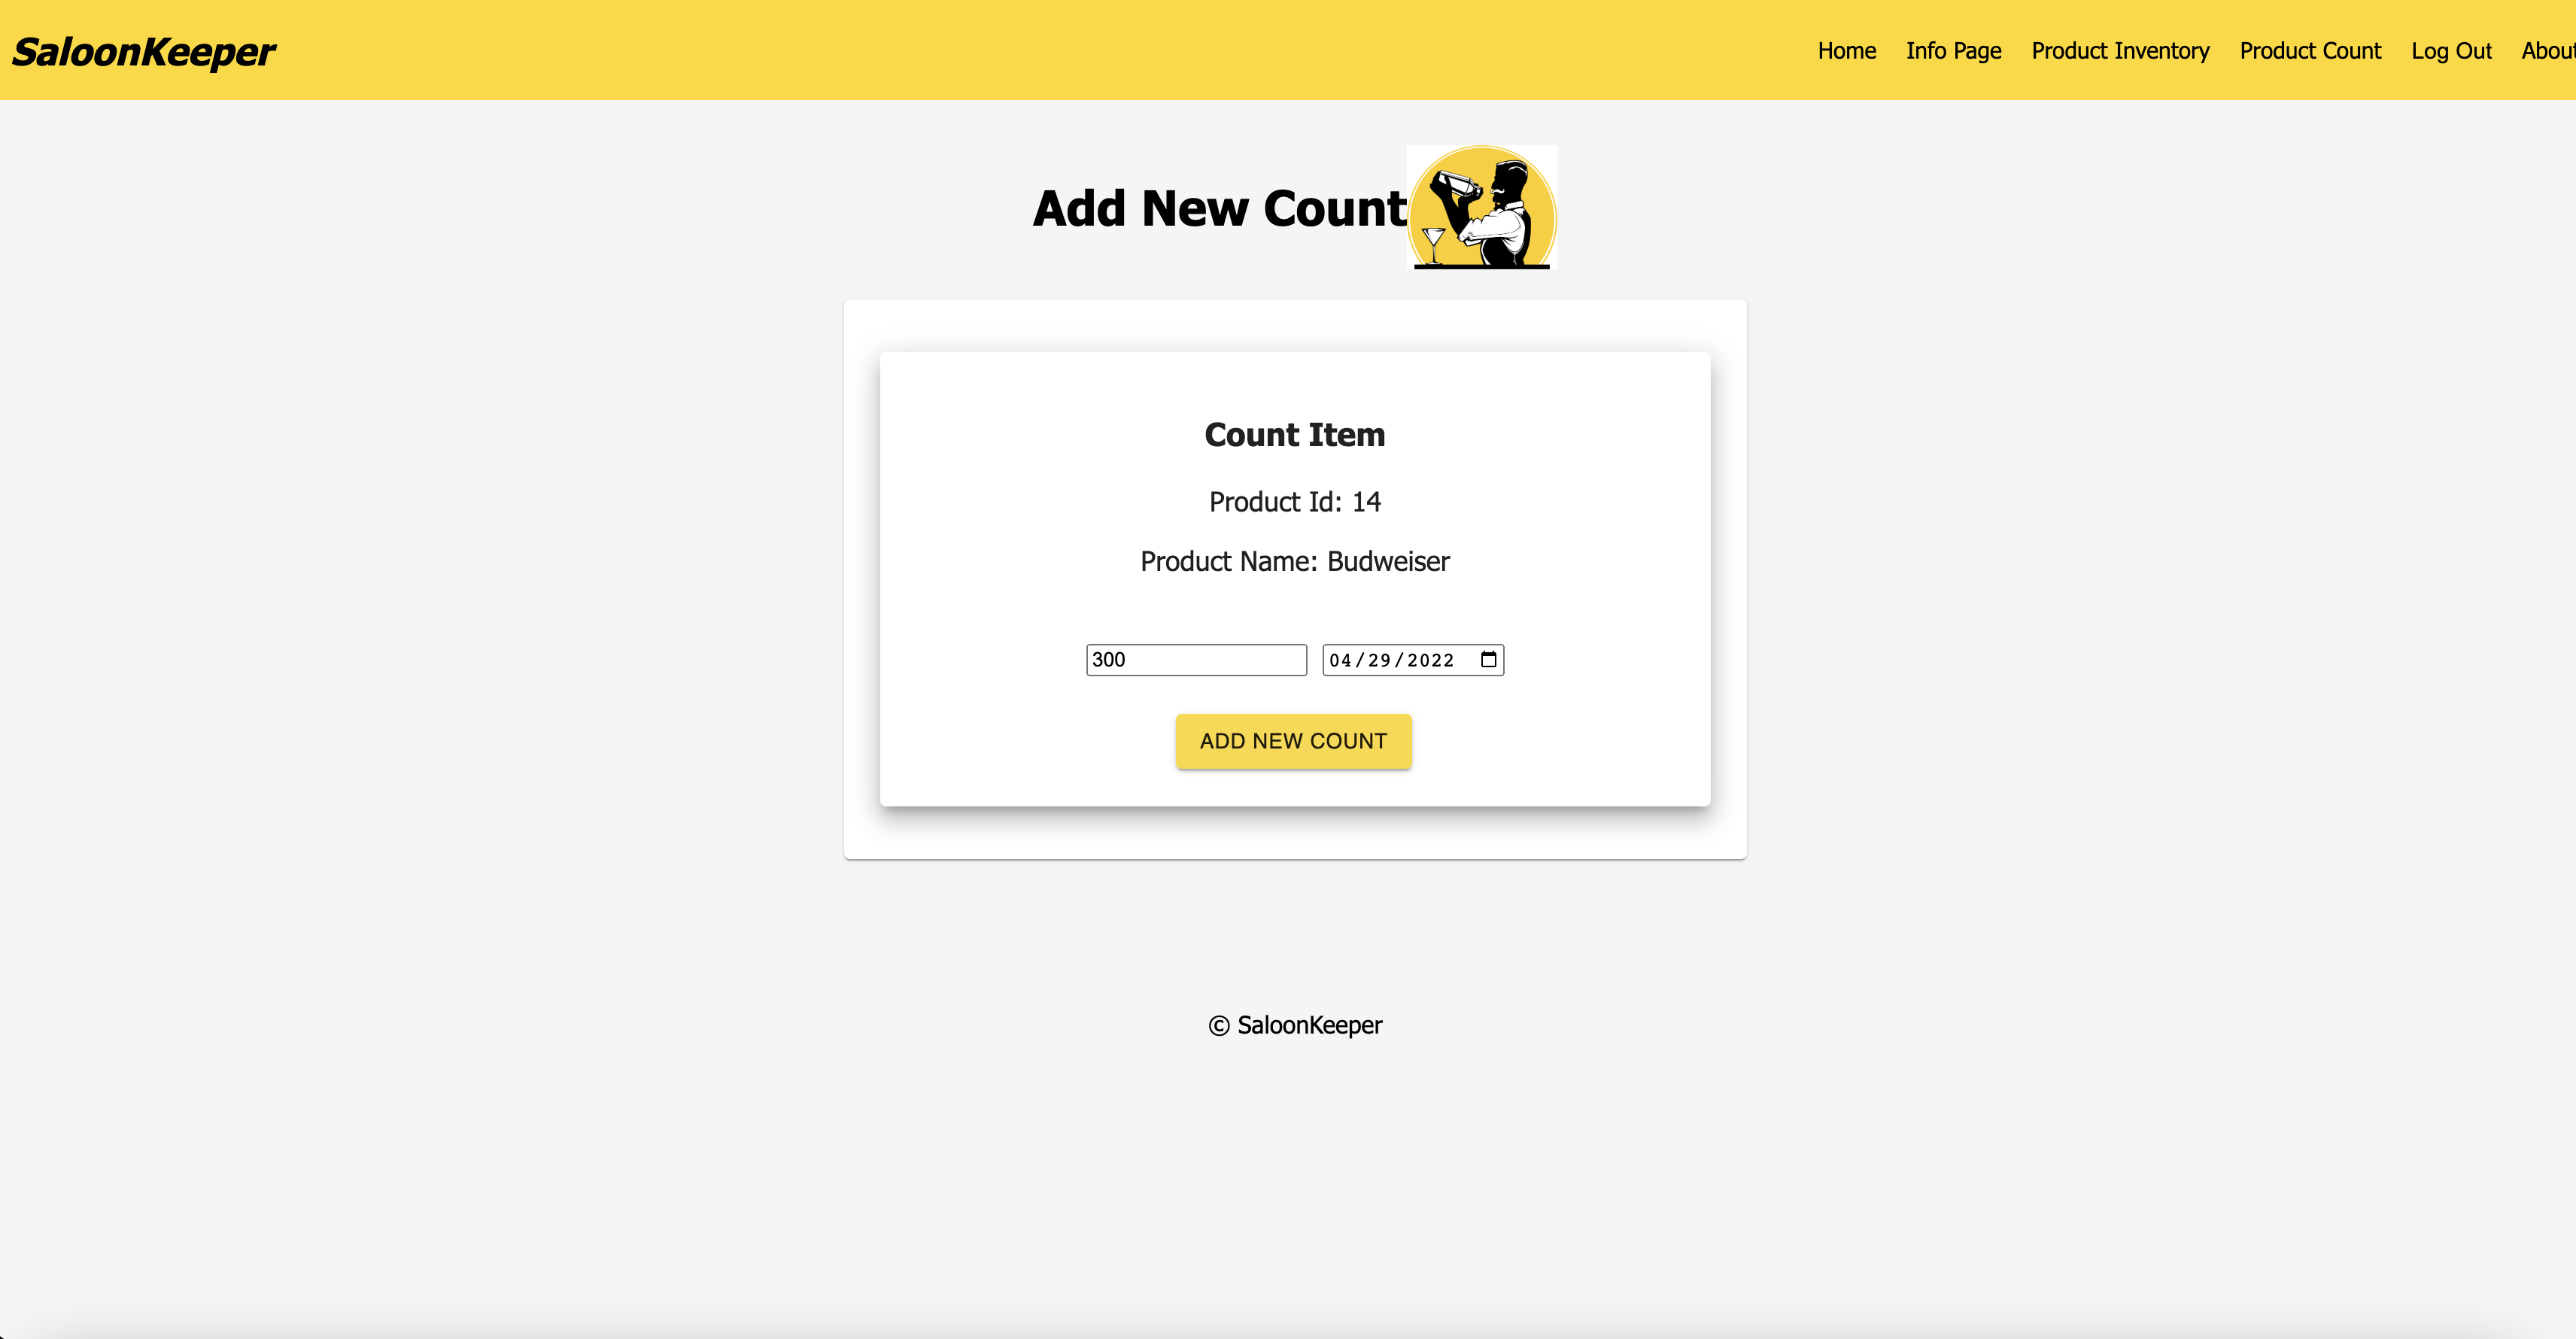 SaloonKeeper
Home Info Page Product Inventory Product Count Log Out About
Add New Count
Count Item
Product Id: 14
Product Name: Budweiser
300 04/29/2022
ADD NEW COUNT
© SaloonKeeper